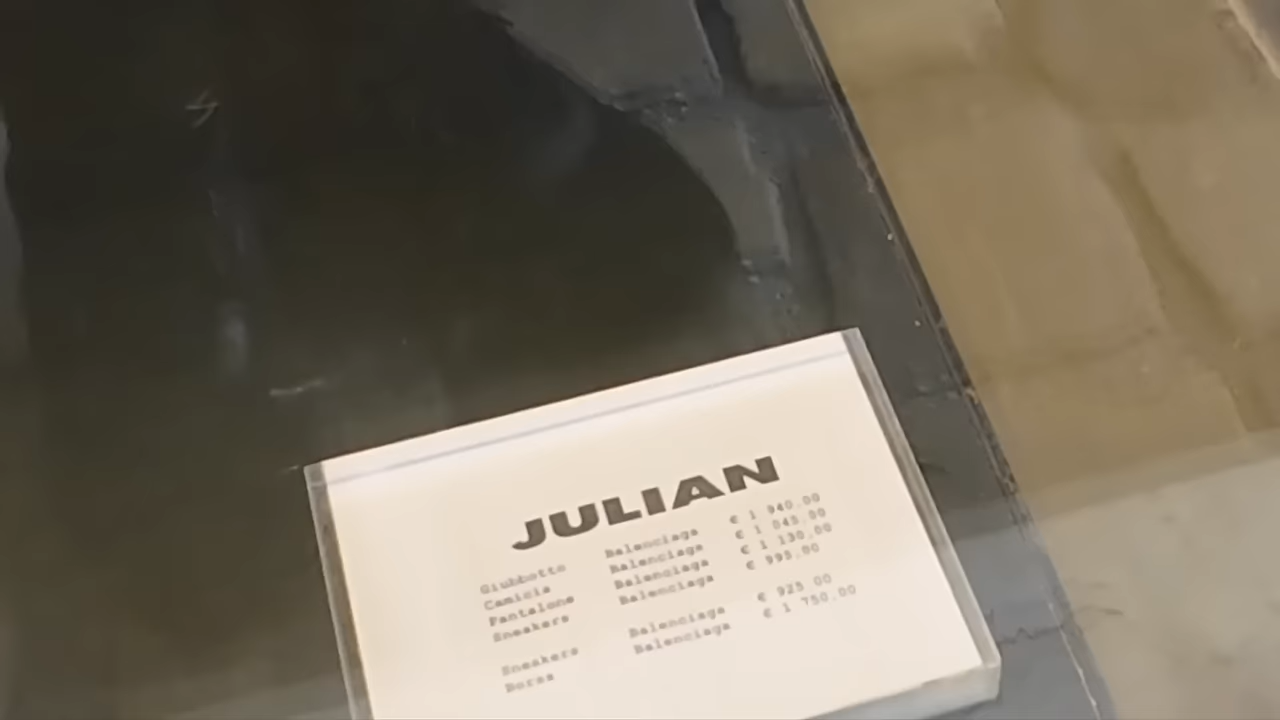 JULIAN
Giubbotto Balenciaga € 1 940.00
Camicia Balenciaga € 1 045.00
Pantalone Balenciaga € 1 130.00
Sneakers Balenciaga € 995.00
Sneakers Balenciaga € 925.00
Borsa Balenciaga € 1 750.00